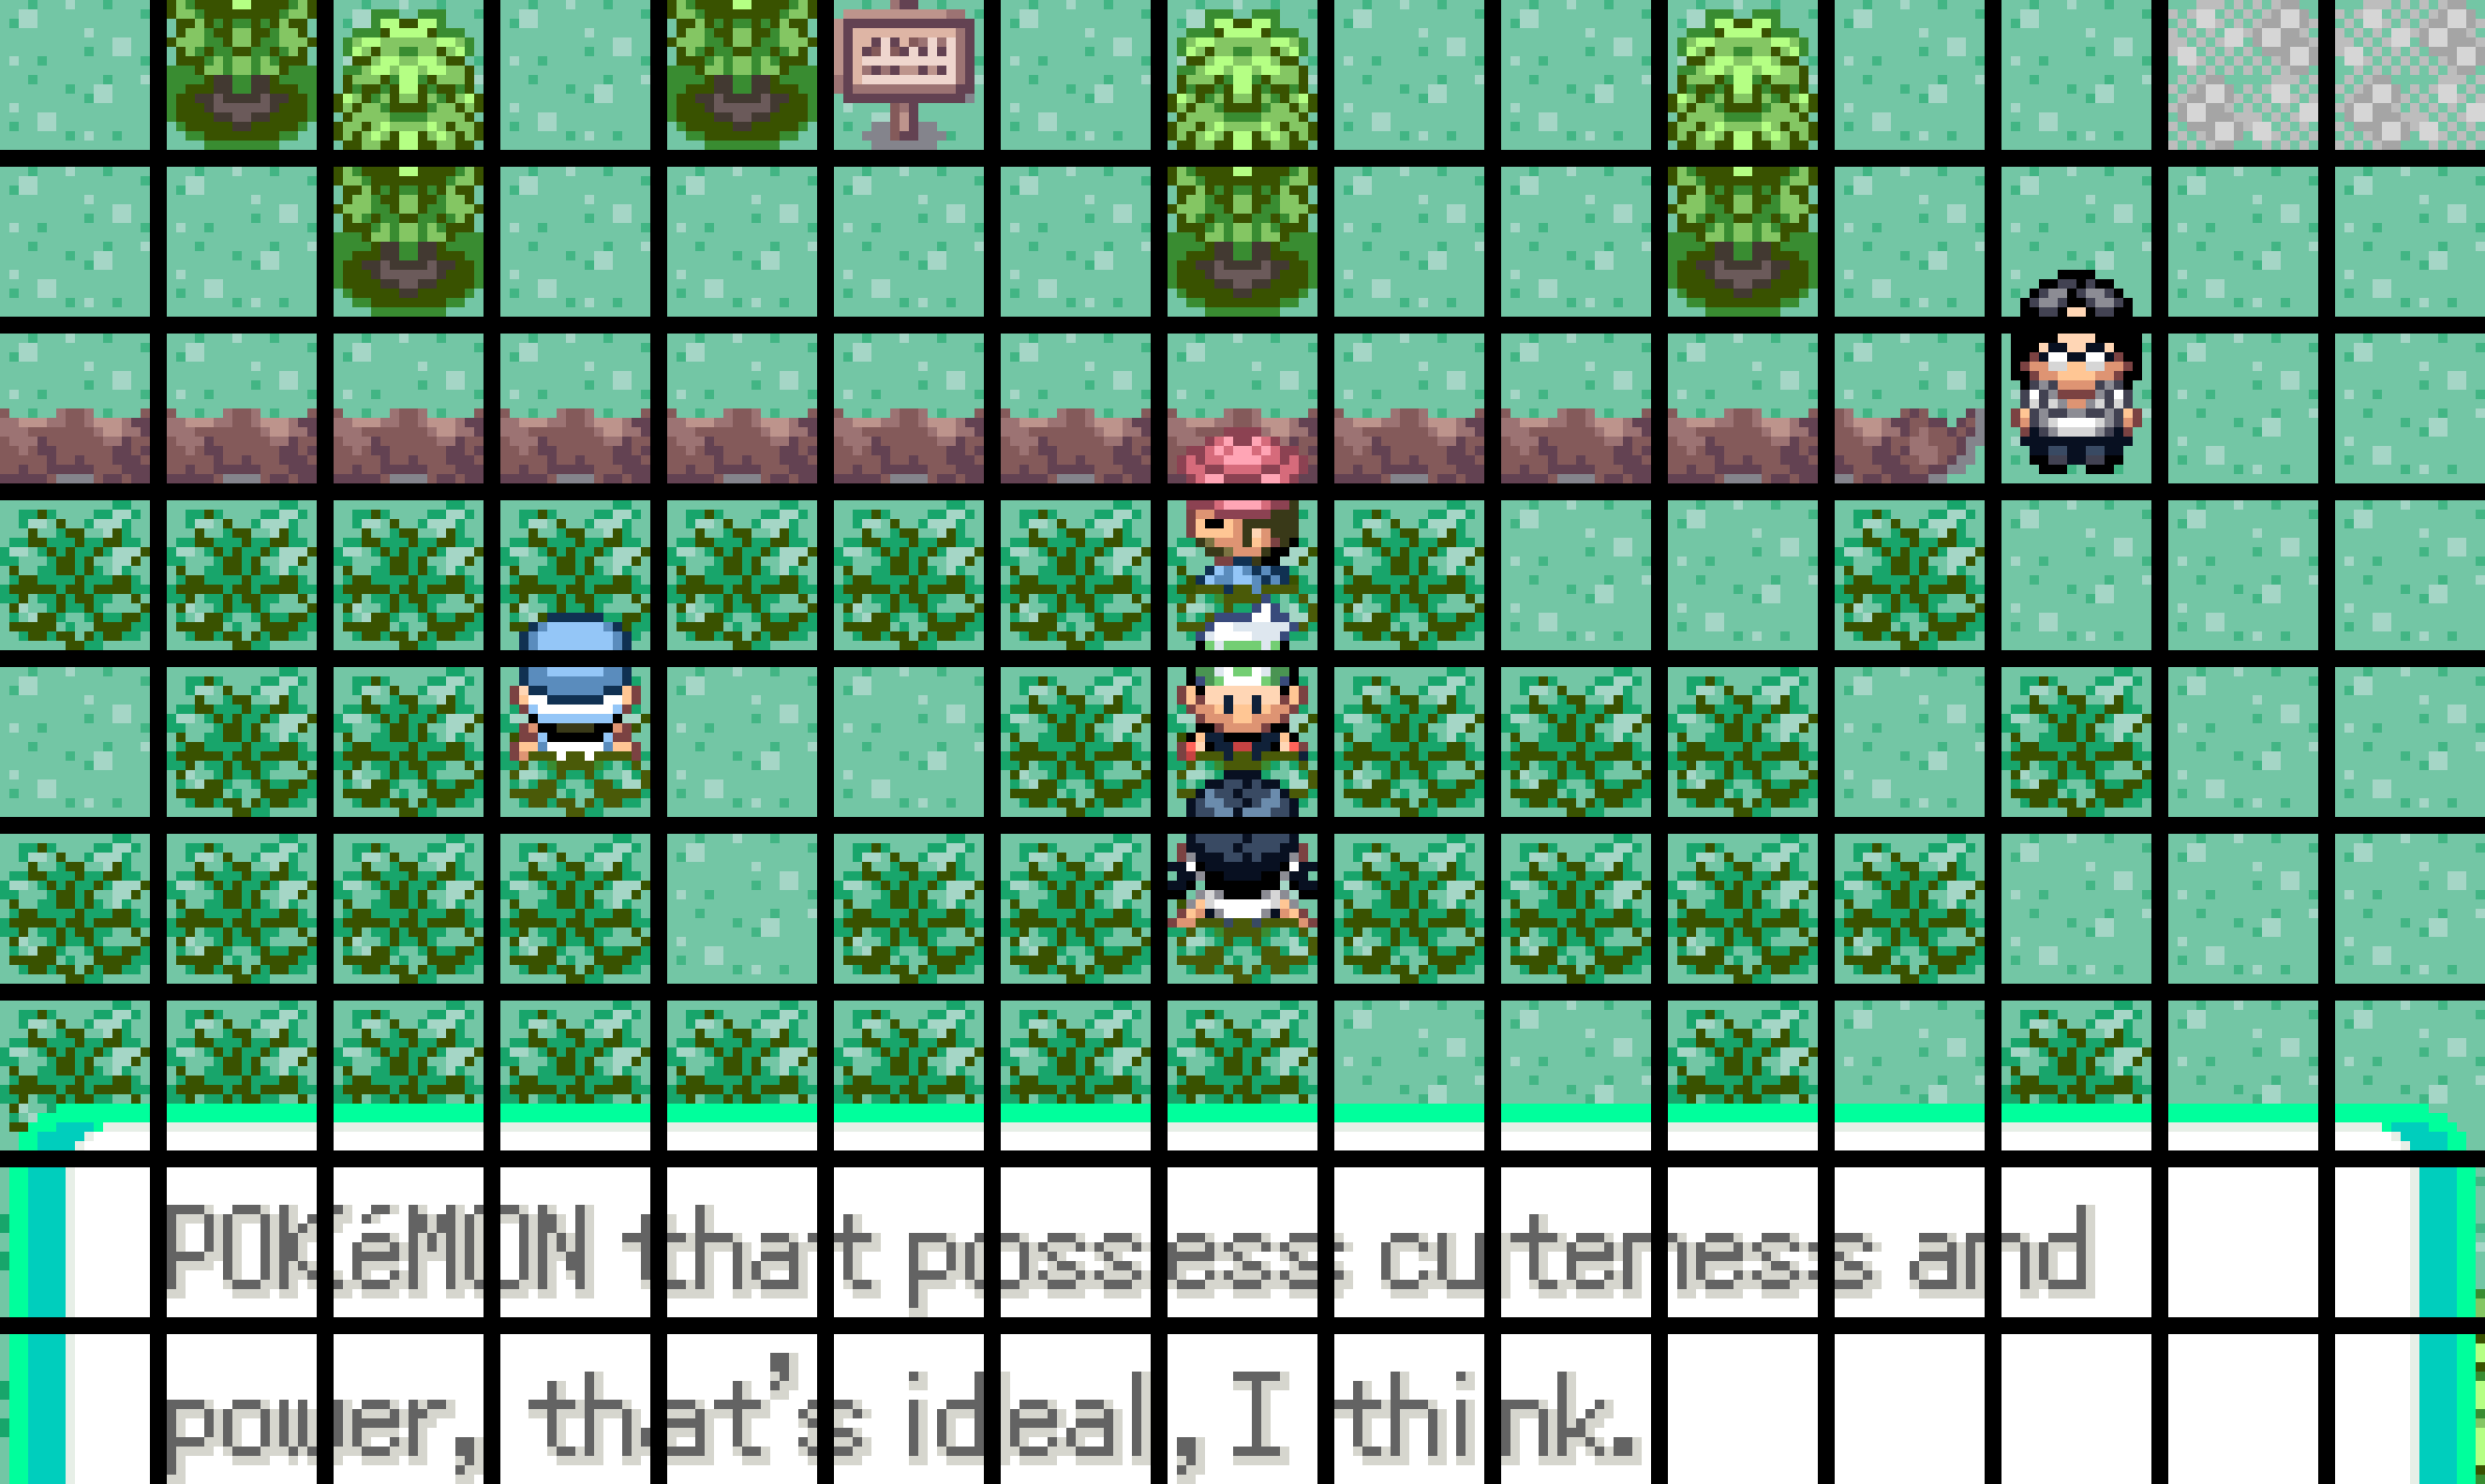 POKéMON that possess cuteness and
power, that's ideal, I think.